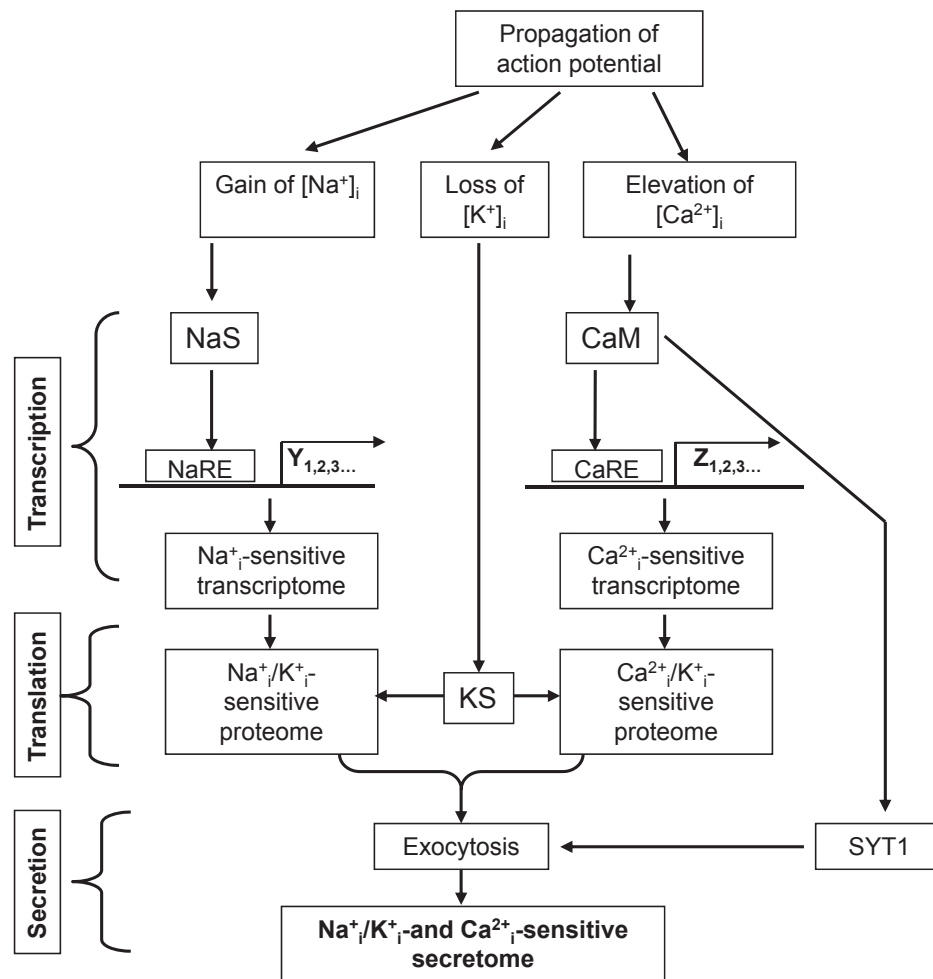 Propagation of
action potential
Gain of [Na⁺]ᵢ
Loss of
[K⁺]ᵢ
Elevation of
[Ca²⁺]ᵢ
Transcription
NaS
CaM
NaRE
Y₁,₂,₃...
CaRE
Z₁,₂,₃...
Na⁺ᵢ-sensitive
transcriptome
Ca²⁺ᵢ-sensitive
transcriptome
Translation
Na⁺ᵢ/K⁺ᵢ-
sensitive
proteome
KS
Ca²⁺ᵢ/K⁺ᵢ-
sensitive
proteome
Secretion
Exocytosis
SYT1
Na⁺ᵢ/K⁺ᵢ-and Ca²⁺ᵢ-sensitive
secretome